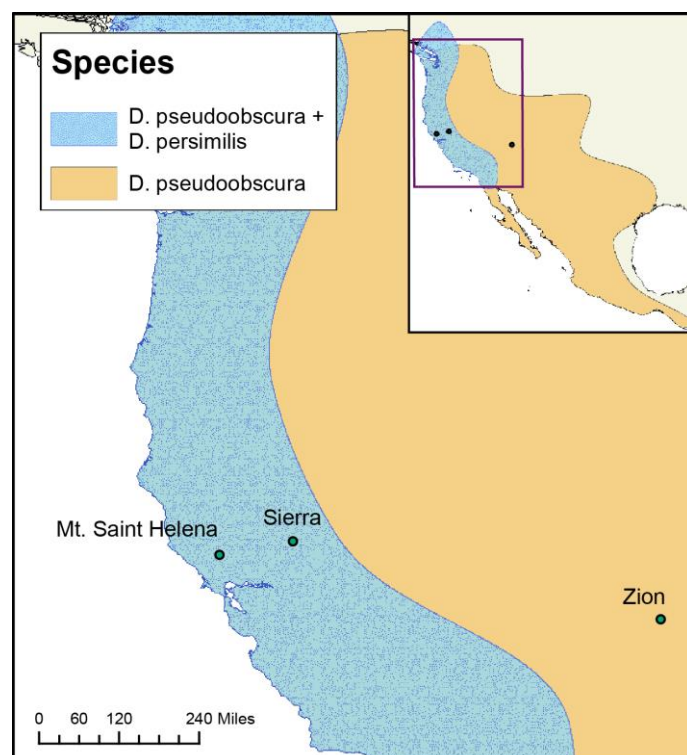 Species
D. pseudoobscura +
D. persimilis
D. pseudoobscura
Sierra
Mt. Saint Helena
Zion
0 60 120 240 Miles